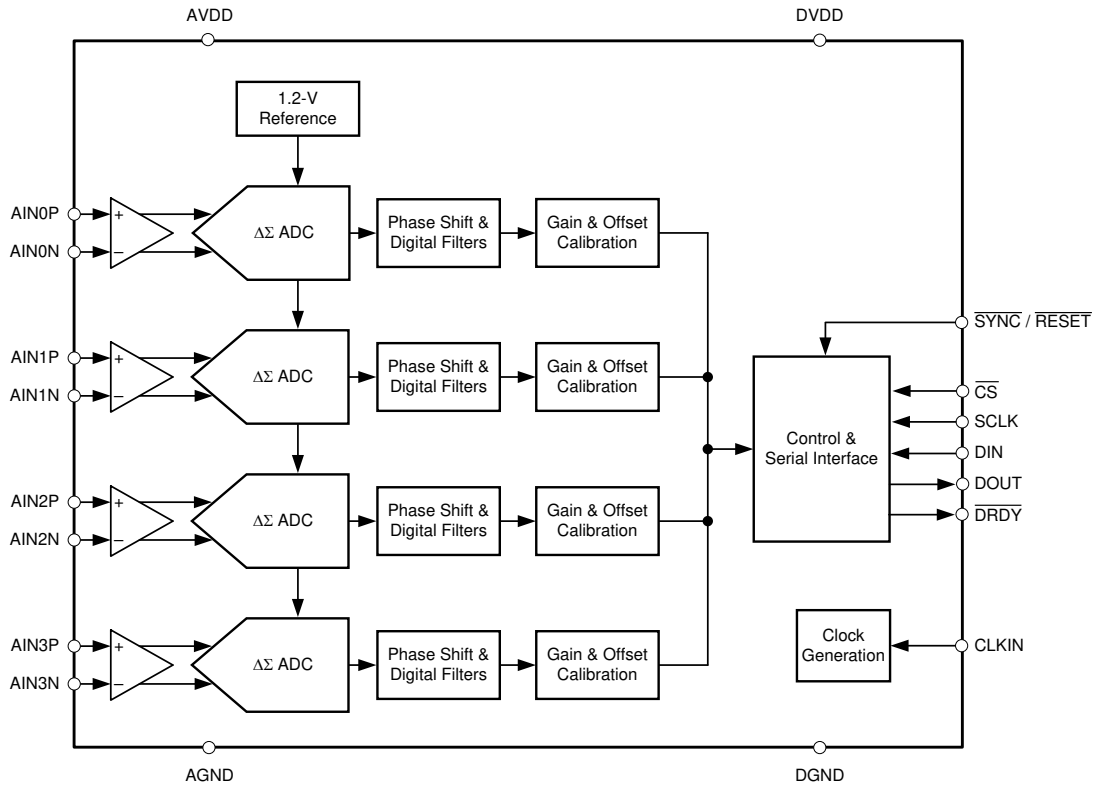 AVDD
DVDD
1.2-V
Reference
AIN0P
+
AIN0N
–
ΔΣ ADC
Phase Shift &
Digital Filters
Gain & Offset
Calibration
SYNC / RESET
AIN1P
+
AIN1N
–
ΔΣ ADC
Phase Shift &
Digital Filters
Gain & Offset
Calibration
Control &
Serial Interface
CS
SCLK
DIN
DOUT
DRDY
AIN2P
+
AIN2N
–
ΔΣ ADC
Phase Shift &
Digital Filters
Gain & Offset
Calibration
AIN3P
+
AIN3N
–
ΔΣ ADC
Phase Shift &
Digital Filters
Gain & Offset
Calibration
Clock
Generation
CLKIN
AGND
DGND